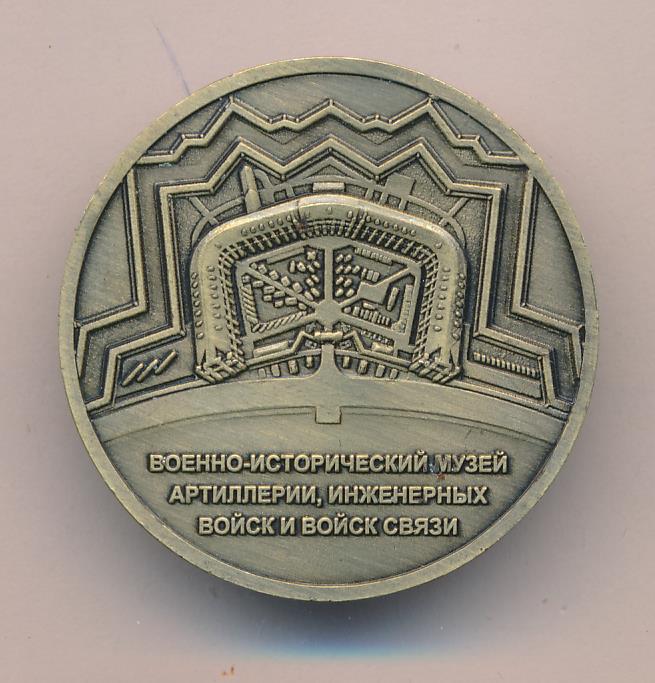 ВОЕННО-ИСТОРИЧЕСКИЙ МУЗЕЙ
АРТИЛЛЕРИИ, ИНЖЕНЕРНЫХ
ВОЙСК И ВОЙСК СВЯЗИ